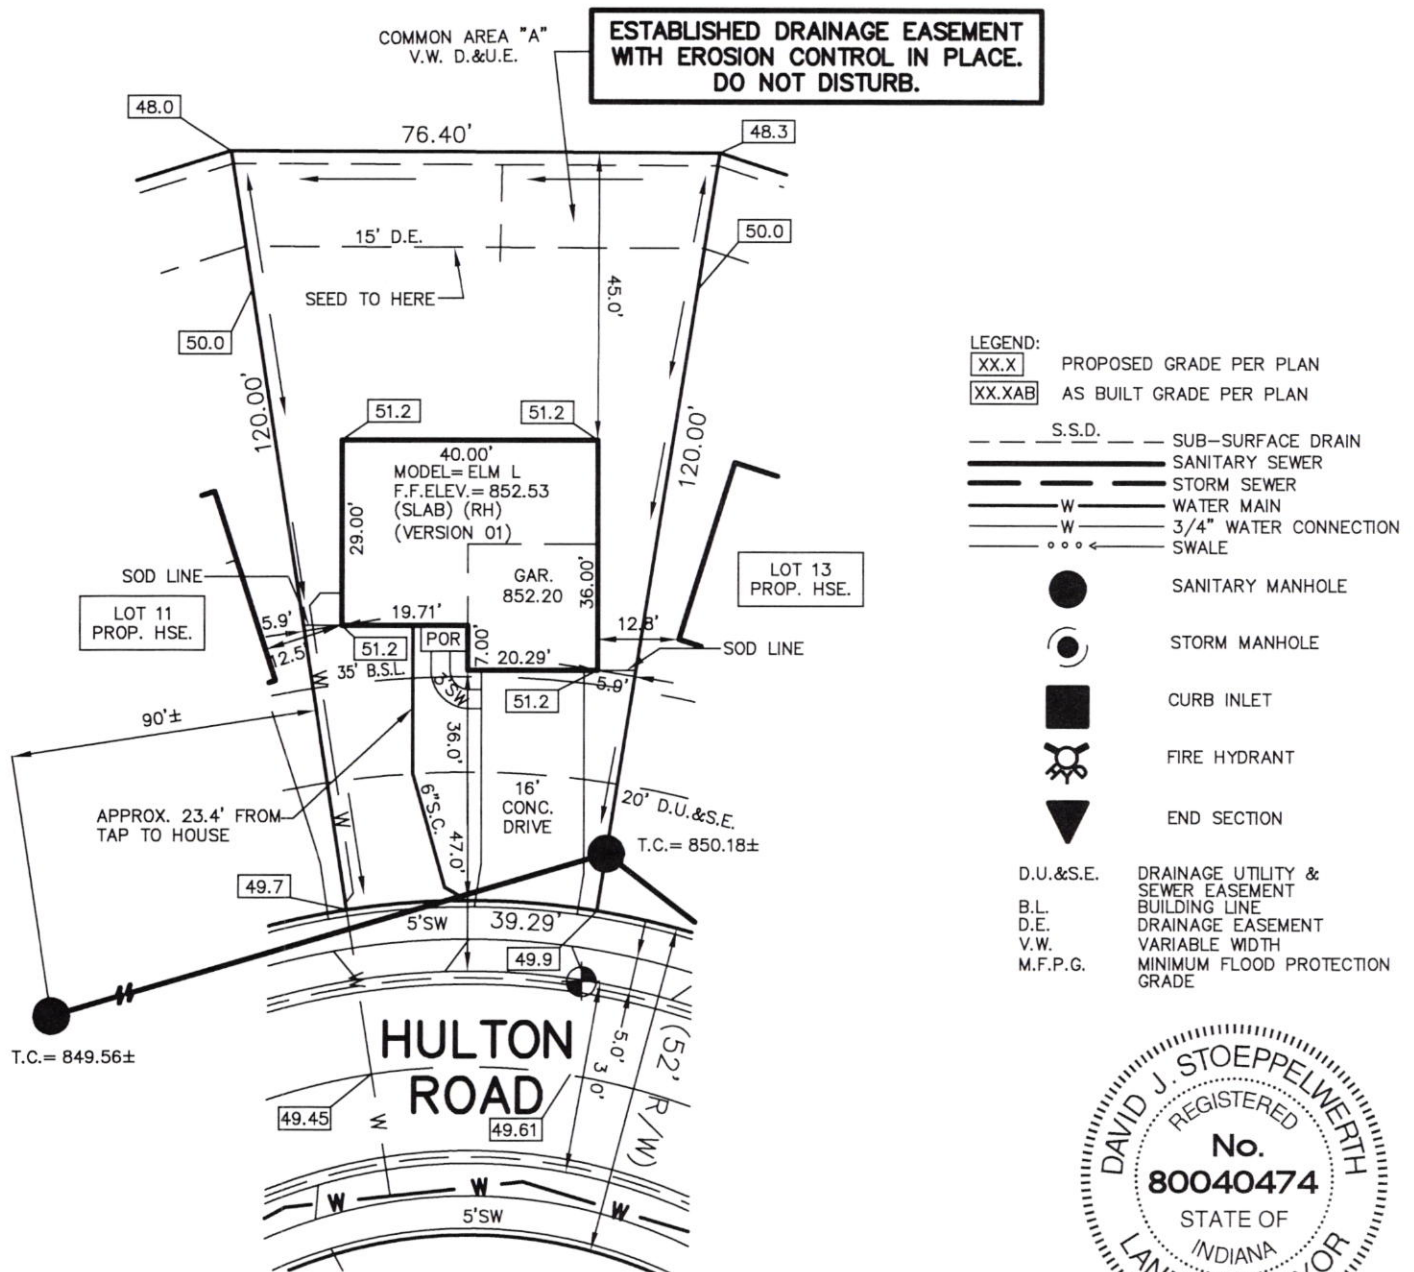 COMMON AREA "A"
V.W. D.&U.E.
ESTABLISHED DRAINAGE EASEMENT
WITH EROSION CONTROL IN PLACE.
DO NOT DISTURB.
48.0
76.40'
48.3
15' D.E.
50.0
SEED TO HERE
45.0'
50.0
120.00'
120.00'
51.2
51.2
40.00'
MODEL= ELM L
F.F.ELEV.= 852.53
(SLAB) (RH)
(VERSION 01)
29.00'
GAR.
852.20
36.00'
SOD LINE
LOT 11
PROP. HSE.
LOT 13
PROP. HSE.
5.9'
12.5'
19.71'
POR
7.00'
12.8'
SOD LINE
51.2
35' B.S.L.
20.29'
5.9'
3'SW
51.2
W
90'±
36.0'
APPROX. 23.4' FROM
TAP TO HOUSE
6"S.C.
16'
CONC.
DRIVE
20' D.U.&S.E.
W
47.0'
T.C.= 850.18±
49.7
5'SW
39.29'
49.9
W
T.C.= 849.56±
HULTON
ROAD
5.0'
3.0'
(52' R/W)
49.45
W
49.61
W
W
W
5'SW
LEGEND:
XX.X PROPOSED GRADE PER PLAN
XX.XAB AS BUILT GRADE PER PLAN
S.S.D. SUB-SURFACE DRAIN
SANITARY SEWER
STORM SEWER
W WATER MAIN
W 3/4" WATER CONNECTION
SWALE
SANITARY MANHOLE
STORM MANHOLE
CURB INLET
FIRE HYDRANT
END SECTION
D.U.&S.E. DRAINAGE UTILITY &
SEWER EASEMENT
B.L. BUILDING LINE
D.E. DRAINAGE EASEMENT
V.W. VARIABLE WIDTH
M.F.P.G. MINIMUM FLOOD PROTECTION
GRADE
DAVID J. STOEPPELWERTH
REGISTERED
No.
80040474
STATE OF
INDIANA